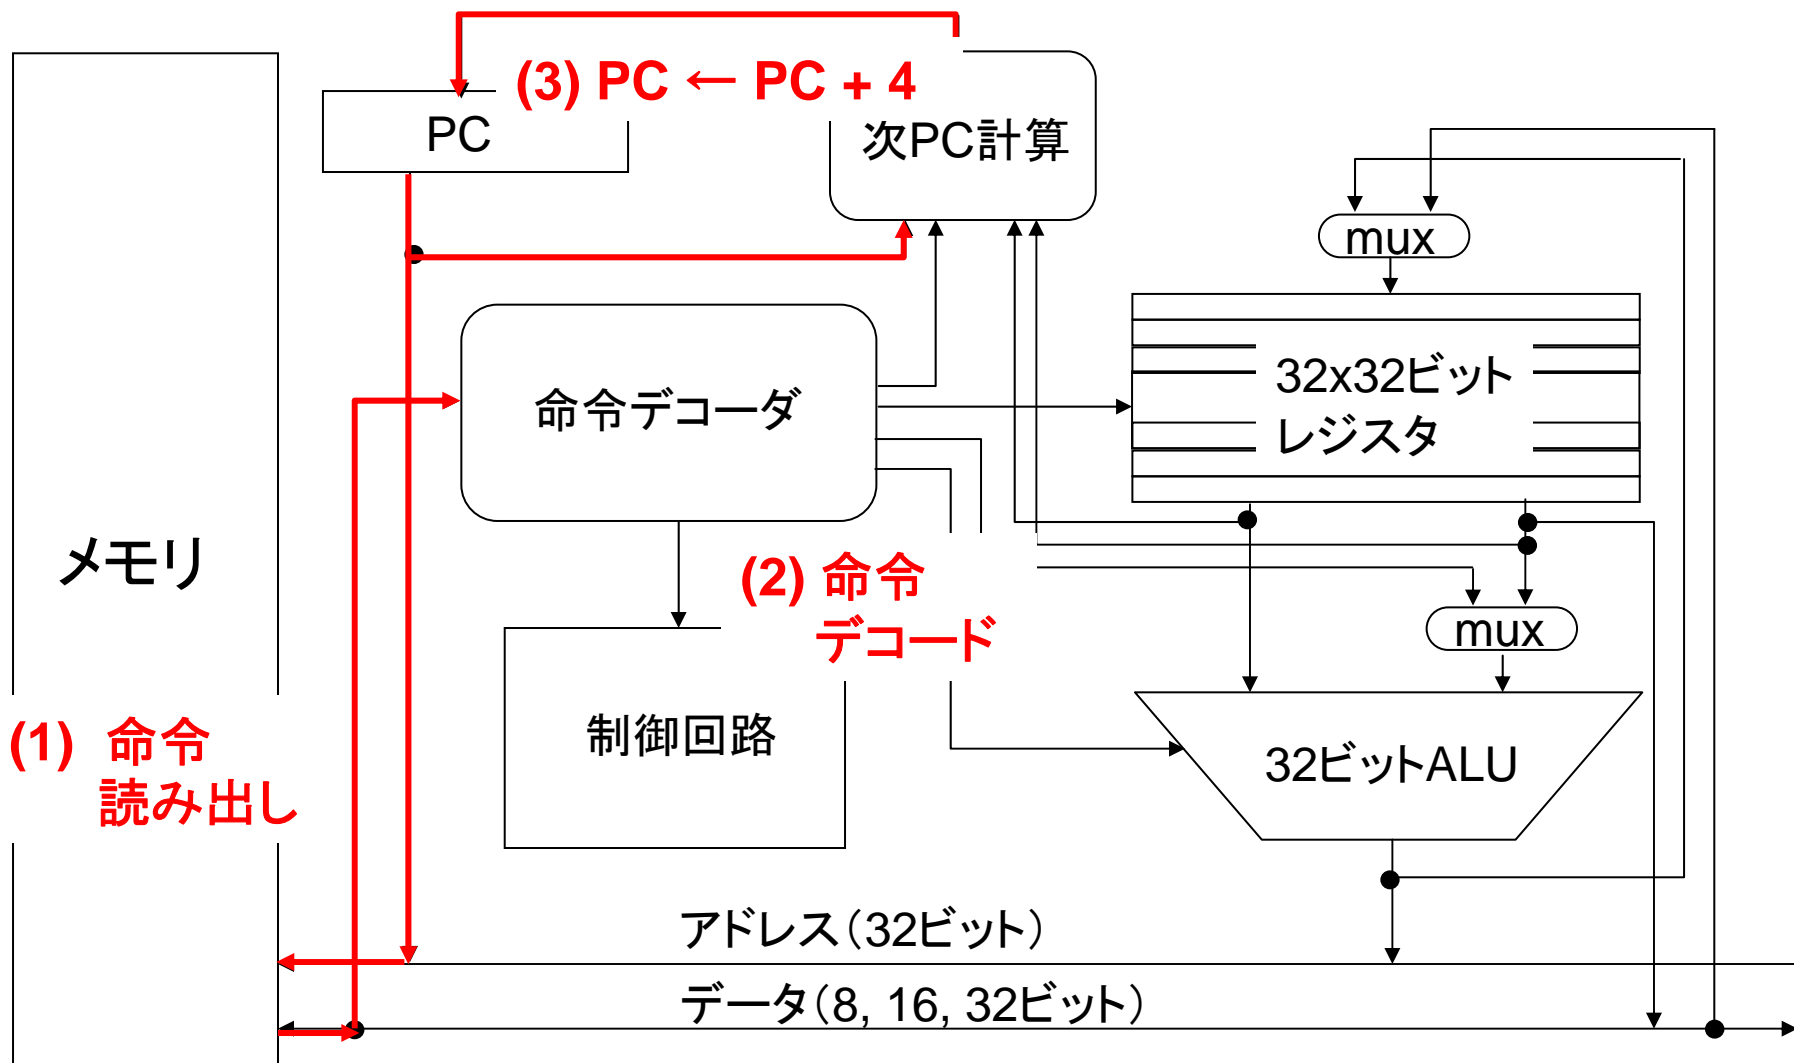 (3) PC ← PC + 4
PC
次PC計算
mux
命令デコーダ
32x32ビット
レジスタ
メモリ
(2) 命令
デコード
mux
(1) 命令
読み出し
制御回路
32ビットALU
アドレス(32ビット)
データ(8, 16, 32ビット)